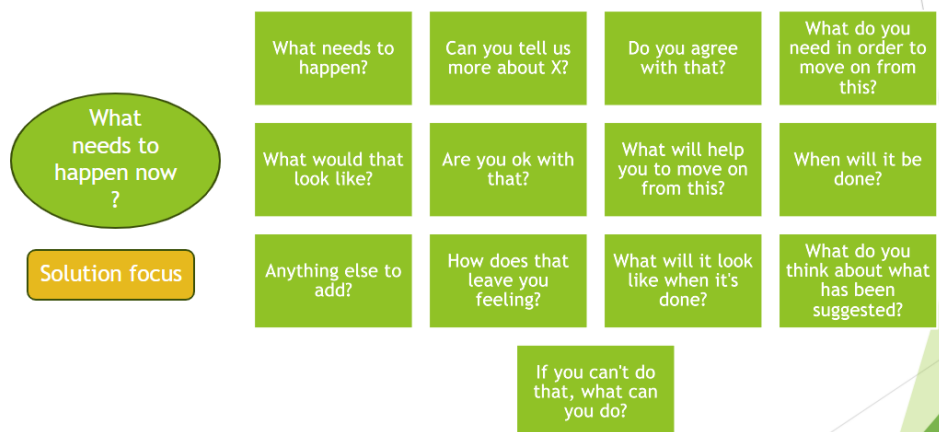 What
needs to
happen now
?
Solution focus
What needs to
happen?
Can you tell us
more about X?
Do you agree
with that?
What do you
need in order to
move on from
this?
What would that
look like?
Are you ok with
that?
What will help
you to move on
from this?
When will it be
done?
Anything else to
add?
How does that
leave you
feeling?
What will it look
like when it's
done?
What do you
think about what
has been
suggested?
If you can't do
that, what can
you do?